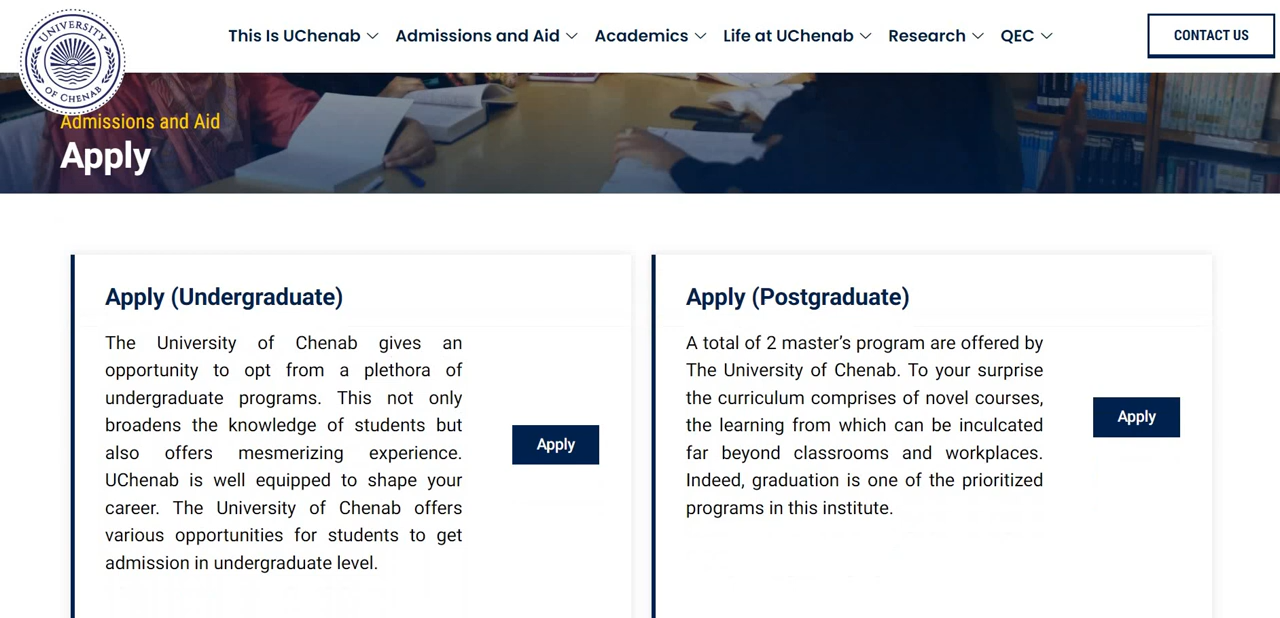 UNIVERSITY
OF CHENAB
This Is UChenab
Admissions and Aid
Academics
Life at UChenab
Research
QEC
CONTACT US
Admissions and Aid
Apply
Apply (Undergraduate)
The University of Chenab gives an
opportunity to opt from a plethora of
undergraduate programs. This not only
broadens the knowledge of students but
also offers mesmerizing experience.
UChenab is well equipped to shape your
career. The University of Chenab offers
various opportunities for students to get
admission in undergraduate level.
Apply
Apply (Postgraduate)
A total of 2 master’s program are offered by
The University of Chenab. To your surprise
the curriculum comprises of novel courses,
the learning from which can be inculcated
far beyond classrooms and workplaces.
Indeed, graduation is one of the prioritized
programs in this institute.
Apply